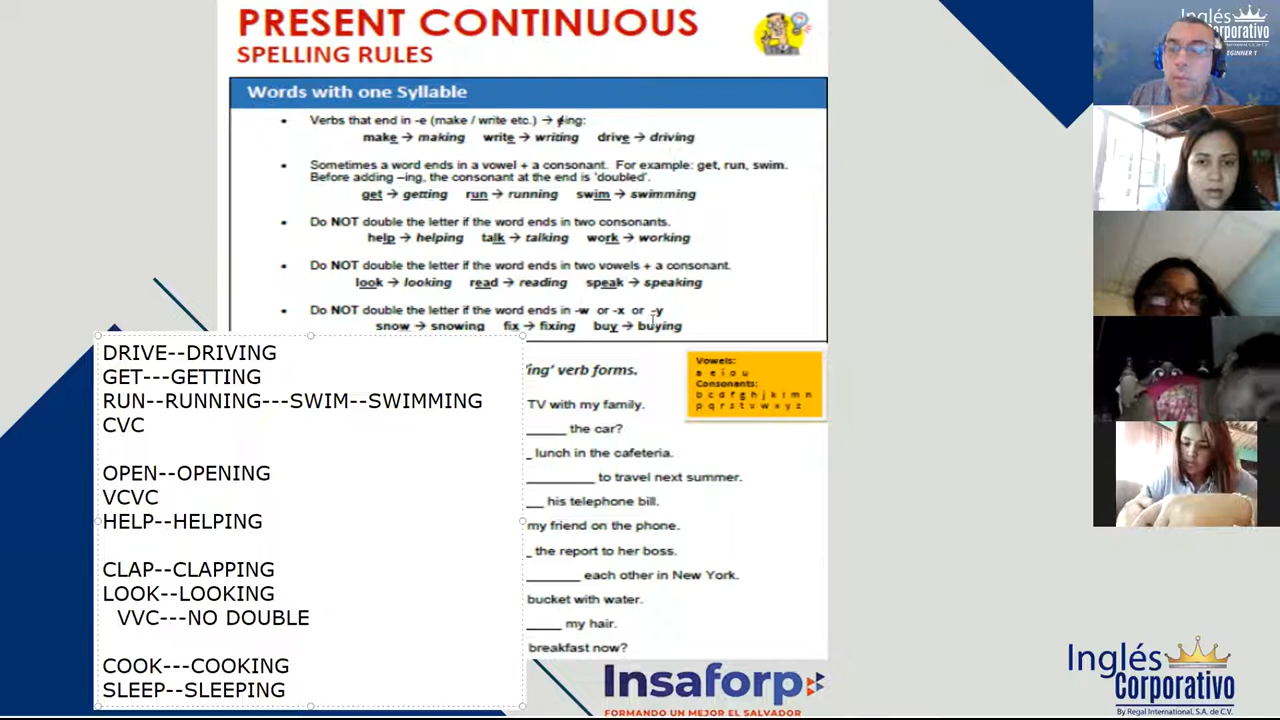 PRESENT CONTINUOUS
SPELLING RULES
Words with one Syllable
• Verbs that end in -e (make / write etc.) → ing:
make → making write → writing drive → driving
• Sometimes a word ends in a vowel + a consonant. For example: get, run, swim.
Before adding –ing, the consonant at the end is 'doubled'.
get → getting run → running swim → swimming
• Do NOT double the letter if the word ends in two consonants.
help → helping talk → talking work → working
• Do NOT double the letter if the word ends in two vowels + a consonant.
look → looking read → reading speak → speaking
• Do NOT double the letter if the word ends in -w or -x or -y
snow → snowing fix → fixing buy → buying
DRIVE--DRIVING
GET---GETTING
RUN--RUNNING---SWIM--SWIMMING
CVC
OPEN--OPENING
VCVC
HELP--HELPING
CLAP--CLAPPING
LOOK--LOOKING
VVC---NO DOUBLE
COOK---COOKING
SLEEP--SLEEPING
'ing' verb forms.
TV with my family.
_____ the car?
_ lunch in the cafeteria.
________ to travel next summer.
__ his telephone bill.
my friend on the phone.
_ the report to her boss.
______ each other in New York.
bucket with water.
____ my hair.
breakfast now?
Vowels:
a e i o u
Consonants:
b c d f g h j k l m n
p q r s t v w x y z
Insaforp
FORMANDO UN MEJOR EL SALVADOR
Inglés
Corporativo
BEGINNER 1
Inglés
Corporativo
By Regal International, S.A. de C.V.